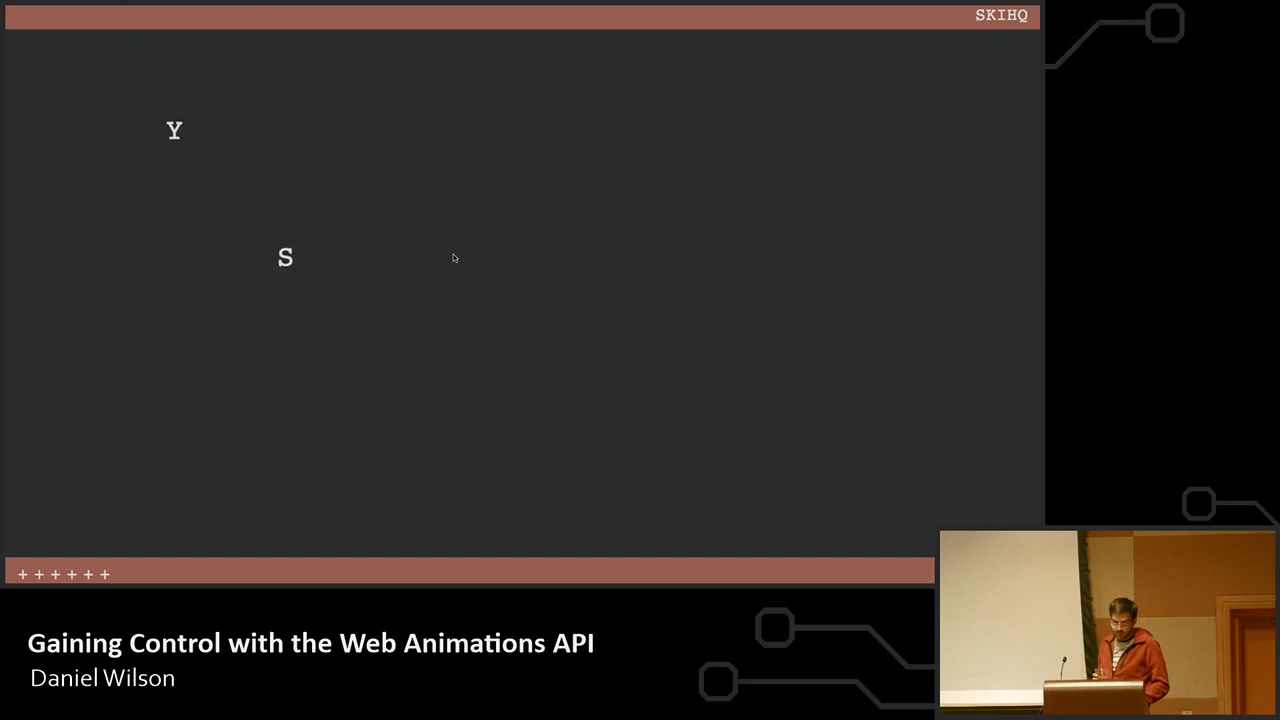 SKIHQ
Y
S
++++++
Gaining Control with the Web Animations API
Daniel Wilson